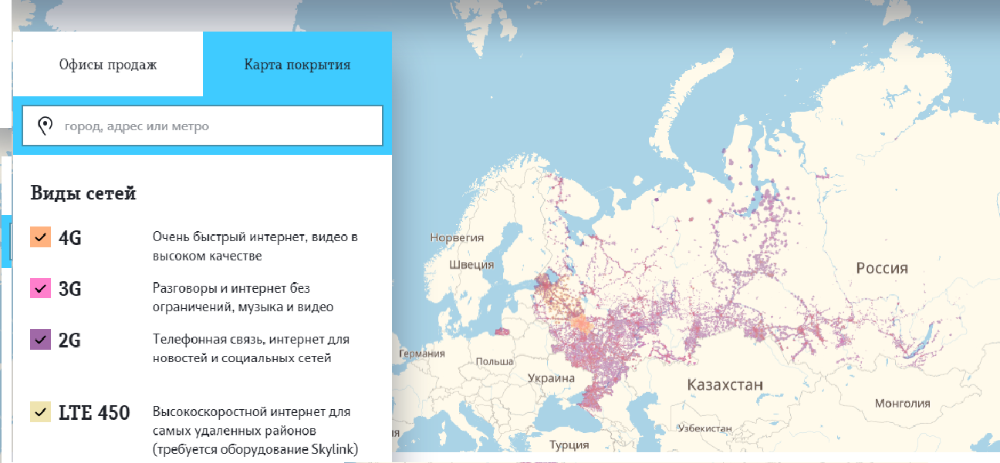 Офисы продаж
Карта покрытия
город, адрес или метро
Виды сетей
4G
Очень быстрый интернет, видео в
высоком качестве
3G
Разговоры и интернет без
ограничений, музыка и видео
2G
Телефонная связь, интернет для
новостей и социальных сетей
LTE 450
Высокоскоростной интернет для
самых удаленных районов
(требуется оборудование Skylink)
Норвегия
Швеция
Россия
Германия
Польша
Украина
Казахстан
Монголия
Узбекистан
Турция